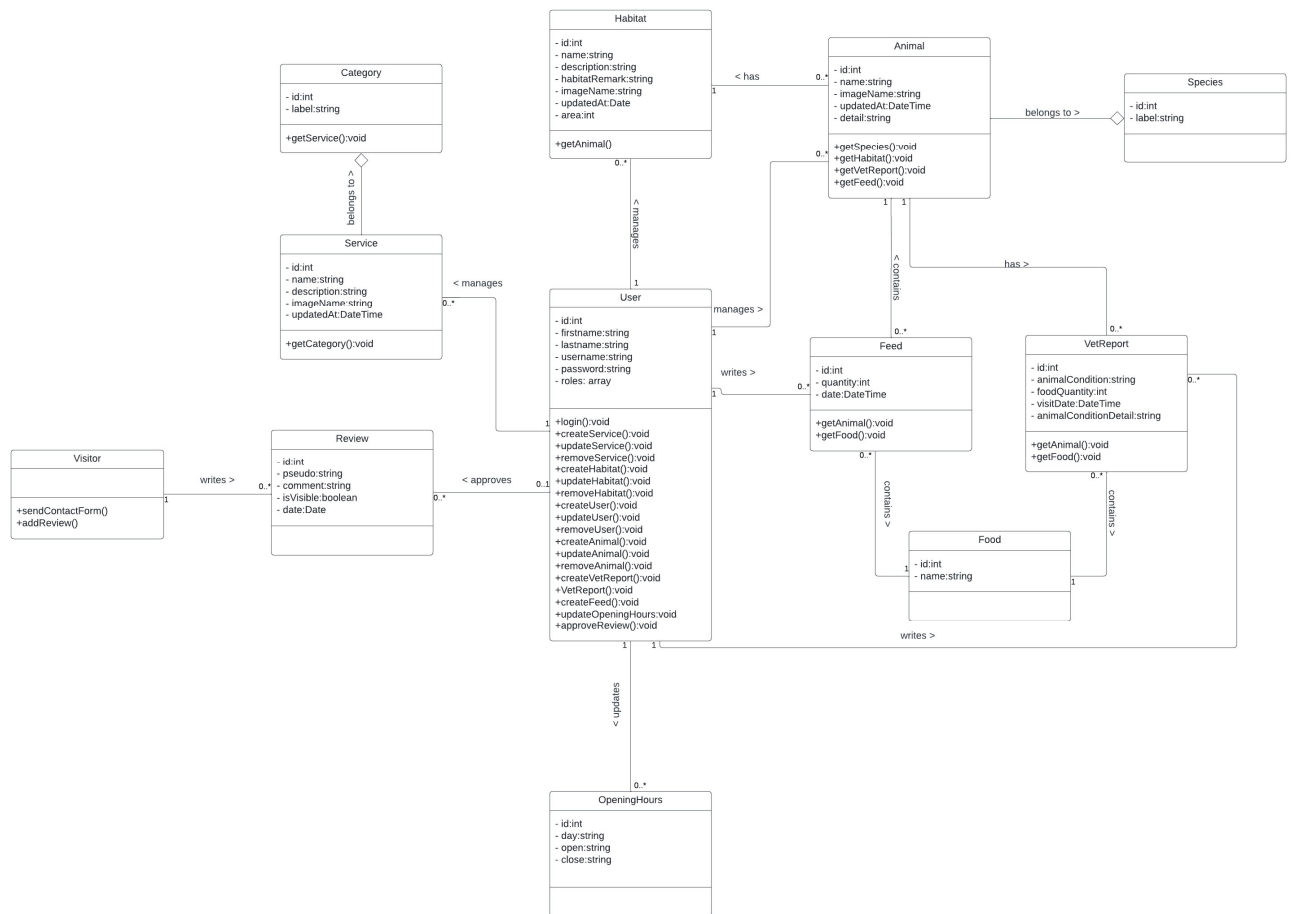 Habitat
- id:int
- name:string
- description:string
- habitatRemark:string
- imageName:string
- updatedAt:Date
- area:int
+getAnimal()
< has
1
0..*
0..*
Animal
- id:int
- name:string
- imageName:string
- updatedAt:DateTime
- detail:string
+getSpecies():void
+getHabitat():void
+getVetReport():void
+getFeed():void
0..*
1
1
belongs to >
Species
- id:int
- label:string
Category
- id:int
- label:string
+getService():void
belongs to >
Service
- id:int
- name:string
- description:string
- imageName:string
- updatedAt:DateTime
+getCategory():void
< manages
0..*
1
< manages
1
manages >
1
< contains
0..*
has >
0..*
User
- id:int
- firstname:string
- lastname:string
- username:string
- password:string
- roles: array
+login():void
+createService():void
+updateService():void
+removeService():void
+createHabitat():void
+updateHabitat():void
+removeHabitat():void
+createUser():void
+updateUser():void
+removeUser():void
+createAnimal():void
+updateAnimal():void
+removeAnimal():void
+createVetReport():void
+VetReport():void
+createFeed():void
+updateOpeningHours:void
+approveReview():void
writes >
1
0..*
Feed
- id:int
- quantity:int
- date:DateTime
+getAnimal():void
+getFood():void
0..*
VetReport
- id:int
- animalCondition:string
- foodQuantity:int
- visitDate:DateTime
- animalConditionDetail:string
+getAnimal():void
+getFood():void
0..*
0..*
contains >
contains >
Food
- id:int
- name:string
1
1
writes >
Visitor
+sendContactForm()
+addReview()
writes >
1
0..*
Review
- id:int
- pseudo:string
- comment:string
- isVisible:boolean
- date:Date
< approves
0..*
0..1
1
1
< updates
0..*
OpeningHours
- id:int
- day:string
- open:string
- close:string